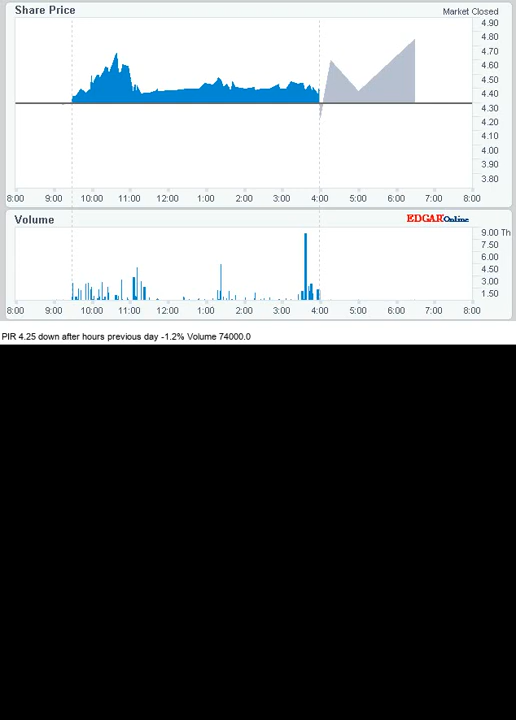 Share Price
Market Closed
4.90
4.80
4.70
4.60
4.50
4.40
4.30
4.20
4.10
4.00
3.90
3.80
8:00 9:00 10:00 11:00 12:00 1:00 2:00 3:00 4:00 5:00 6:00 7:00 8:00
Volume
EDGAR Online
9.00 Th
7.50
6.00
4.50
3.00
1.50
8:00 9:00 10:00 11:00 12:00 1:00 2:00 3:00 4:00 5:00 6:00 7:00 8:00
PIR 4.25 down after hours previous day -1.2% Volume 74000.0